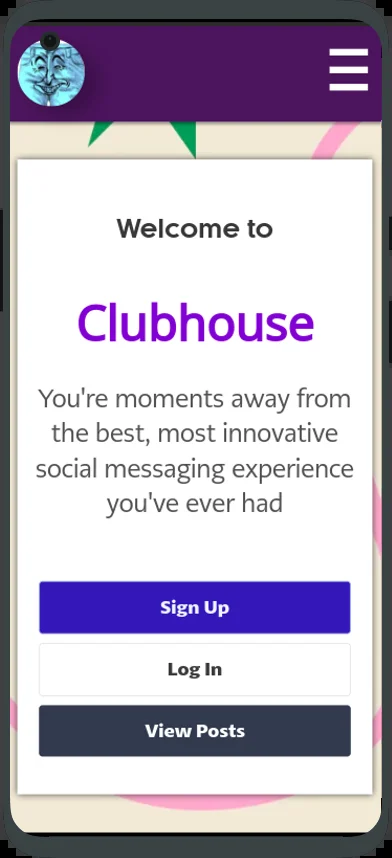 Welcome to
Clubhouse
You're moments away from
the best, most innovative
social messaging experience
you've ever had
Sign Up
Log In
View Posts